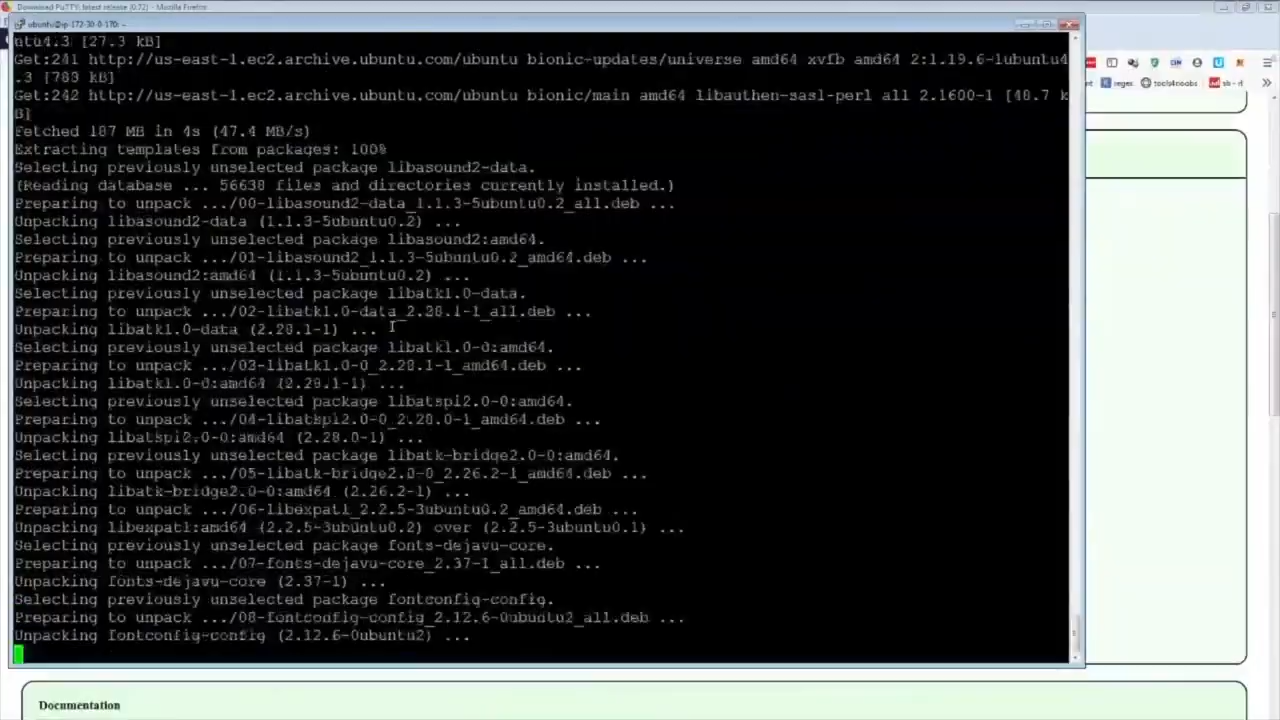 Download PuTTY: latest release (0.72) - Mozilla Firefox
ubuntu@ip-172-30-0-170: ~
ntu4.3 [27.3 kB]
Get:241 http://us-east-1.ec2.archive.ubuntu.com/ubuntu bionic-updates/universe amd64 xvfb amd64 2:1.19.6-1ubuntu4
.3 [783 kB]
Get:242 http://us-east-1.ec2.archive.ubuntu.com/ubuntu bionic/main amd64 libauthen-sasl-perl all 2.1600-1 [48.7 k
B]
Fetched 187 MB in 4s (47.4 MB/s)
Extracting templates from packages: 100%
Selecting previously unselected package libasound2-data.
(Reading database ... 56638 files and directories currently installed.)
Preparing to unpack .../00-libasound2-data_1.1.3-5ubuntu0.2_all.deb ...
Unpacking libasound2-data (1.1.3-5ubuntu0.2) ...
Selecting previously unselected package libasound2:amd64.
Preparing to unpack .../01-libasound2_1.1.3-5ubuntu0.2_amd64.deb ...
Unpacking libasound2:amd64 (1.1.3-5ubuntu0.2) ...
Selecting previously unselected package libatk1.0-data.
Preparing to unpack .../02-libatk1.0-data_2.28.1-1_all.deb ...
Unpacking libatk1.0-data (2.28.1-1) ...
Selecting previously unselected package libatk1.0-0:amd64.
Preparing to unpack .../03-libatk1.0-0_2.28.1-1_amd64.deb ...
Unpacking libatk1.0-0:amd64 (2.28.1-1) ...
Selecting previously unselected package libatspi2.0-0:amd64.
Preparing to unpack .../04-libatspi2.0-0_2.28.0-1_amd64.deb ...
Unpacking libatspi2.0-0:amd64 (2.28.0-1) ...
Selecting previously unselected package libatk-bridge2.0-0:amd64.
Preparing to unpack .../05-libatk-bridge2.0-0_2.26.2-1_amd64.deb ...
Unpacking libatk-bridge2.0-0:amd64 (2.26.2-1) ...
Preparing to unpack .../06-libexpat1_2.2.5-3ubuntu0.2_amd64.deb ...
Unpacking libexpat1:amd64 (2.2.5-3ubuntu0.2) over (2.2.5-3ubuntu0.1) ...
Selecting previously unselected package fonts-dejavu-core.
Preparing to unpack .../07-fonts-dejavu-core_2.37-1_all.deb ...
Unpacking fonts-dejavu-core (2.37-1) ...
Selecting previously unselected package fontconfig-config.
Preparing to unpack .../08-fontconfig-config_2.12.6-0ubuntu2_all.deb ...
Unpacking fontconfig-config (2.12.6-0ubuntu2) ...
regex
tools4noobs
Documentation